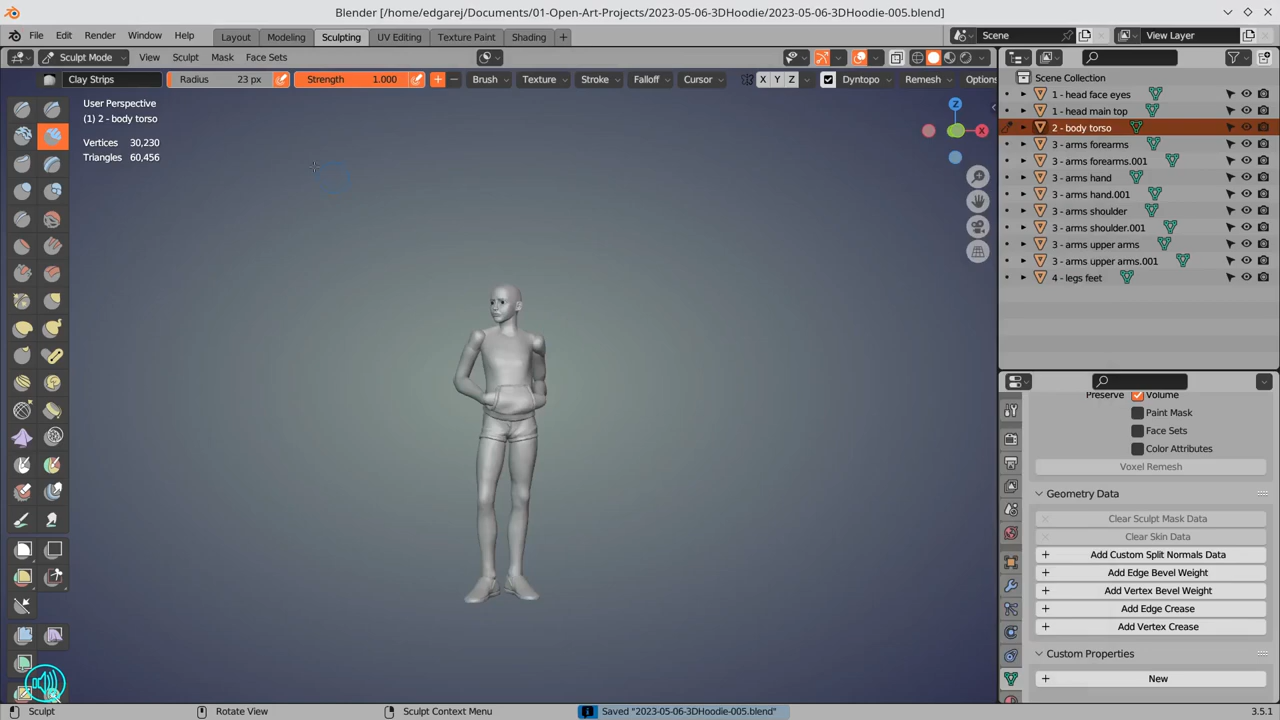 Blender [/home/edgarej/Documents/01-Open-Art-Projects/2023-05-06-3DHoodie/2023-05-06-3DHoodie-005.blend]
File Edit Render Window Help Layout Modeling Sculpting UV Editing Texture Paint Shading + Scene View Layer
Sculpt Mode View Sculpt Mask Face Sets
Clay Strips Radius 23 px Strength 1.000 Brush Texture Stroke Falloff Cursor X Y Z Dyntopo Remesh Options
User Perspective
(1) 2 - body torso
Vertices 30,230
Triangles 60,456
Z
X
Scene Collection
1 - head face eyes
1 - head main top
2 - body torso
3 - arms forearms
3 - arms forearms.001
3 - arms hand
3 - arms hand.001
3 - arms shoulder
3 - arms shoulder.001
3 - arms upper arms
3 - arms upper arms.001
4 - legs feet
Preserve Volume
Paint Mask
Face Sets
Color Attributes
Voxel Remesh
Geometry Data
Clear Sculpt Mask Data
Clear Skin Data
Add Custom Split Normals Data
Add Edge Bevel Weight
Add Vertex Bevel Weight
Add Edge Crease
Add Vertex Crease
Custom Properties
New
Sculpt Rotate View Sculpt Context Menu Saved "2023-05-06-3DHoodie-005.blend" 3.5.1